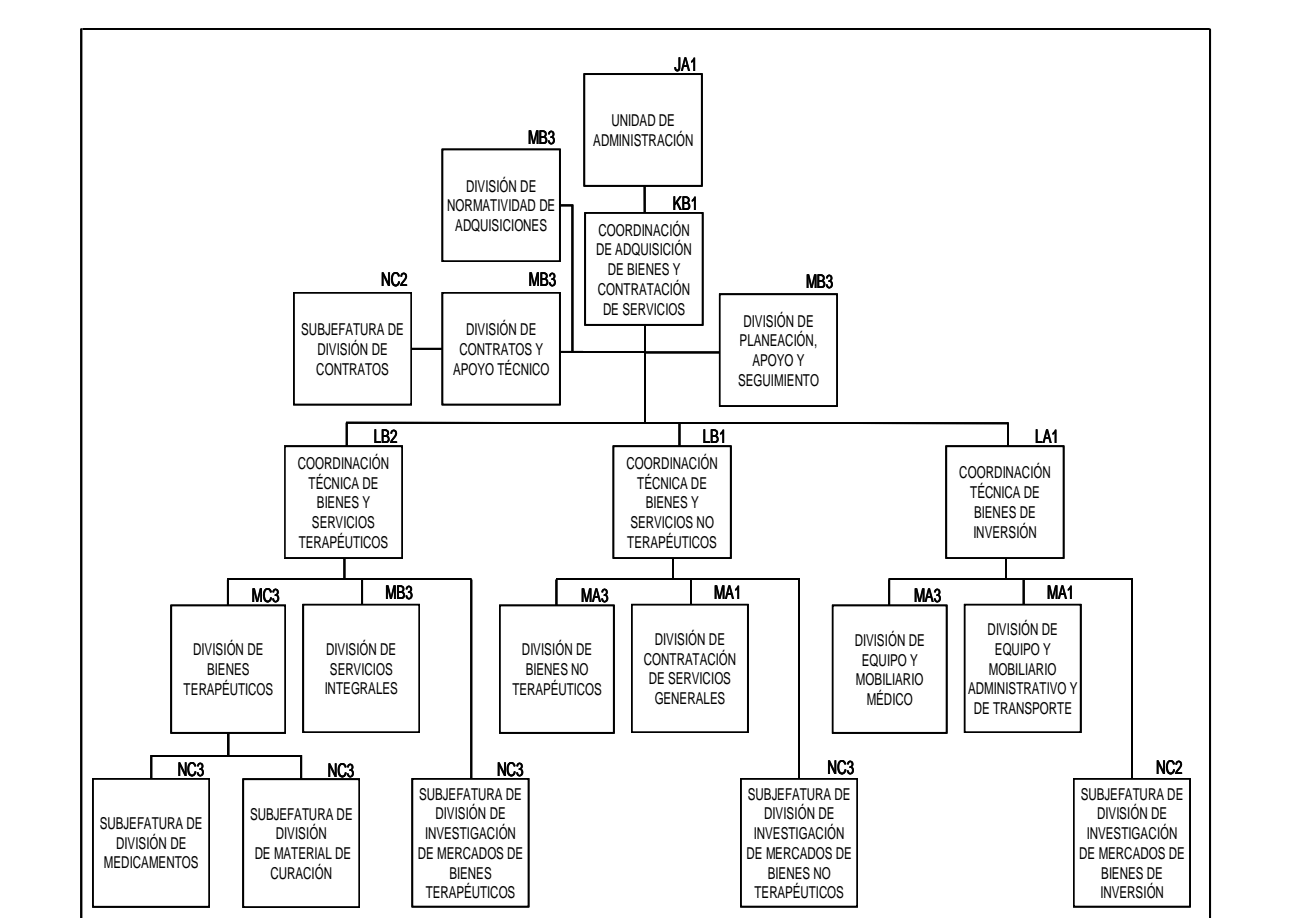 JA1
UNIDAD DE
ADMINISTRACIÓN
MB3
DIVISIÓN DE
NORMATIVIDAD DE
ADQUISICIONES
KB1
COORDINACIÓN
DE ADQUISICIÓN
DE BIENES Y
CONTRATACIÓN
DE SERVICIOS
NC2
SUBJEFATURA DE
DIVISIÓN DE
CONTRATOS
MB3
DIVISIÓN DE
CONTRATOS Y
APOYO TÉCNICO
MB3
DIVISIÓN DE
PLANEACIÓN,
APOYO Y
SEGUIMIENTO
LB2
COORDINACIÓN
TÉCNICA DE
BIENES Y
SERVICIOS
TERAPÉUTICOS
LB1
COORDINACIÓN
TÉCNICA DE
BIENES Y
SERVICIOS NO
TERAPÉUTICOS
LA1
COORDINACIÓN
TÉCNICA DE
BIENES DE
INVERSIÓN
MC3
DIVISIÓN DE
BIENES
TERAPÉUTICOS
MB3
DIVISIÓN DE
SERVICIOS
INTEGRALES
MA3
DIVISIÓN DE
BIENES NO
TERAPÉUTICOS
MA1
DIVISIÓN DE
CONTRATACIÓN
DE SERVICIOS
GENERALES
MA3
DIVISIÓN DE
EQUIPO Y
MOBILIARIO
MÉDICO
MA1
DIVISIÓN DE
EQUIPO Y
MOBILIARIO
ADMINISTRATIVO Y
DE TRANSPORTE
NC3
SUBJEFATURA DE
DIVISIÓN DE
MEDICAMENTOS
NC3
SUBJEFATURA DE
DIVISIÓN
DE MATERIAL DE
CURACIÓN
NC3
SUBJEFATURA DE
DIVISIÓN DE
INVESTIGACIÓN
DE MERCADOS DE
BIENES
TERAPÉUTICOS
NC3
SUBJEFATURA DE
DIVISIÓN DE
INVESTIGACIÓN
DE MERCADOS DE
BIENES NO
TERAPÉUTICOS
NC2
SUBJEFATURA DE
DIVISIÓN DE
INVESTIGACIÓN
DE MERCADOS DE
BIENES DE
INVERSIÓN